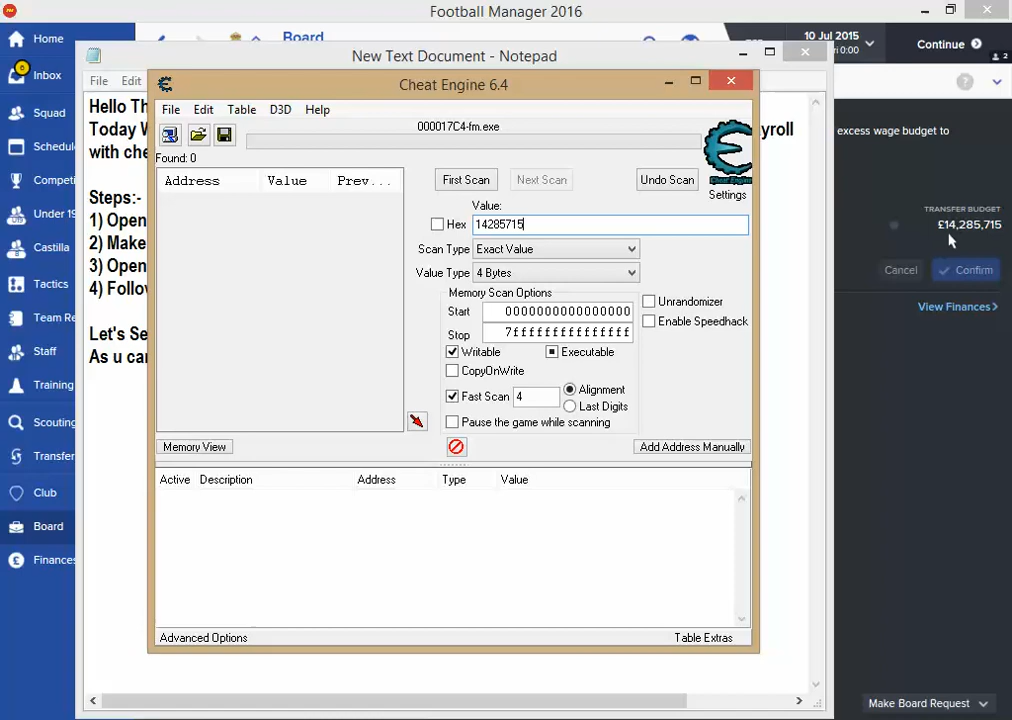 Football Manager 2016
Home
Board
10 Jul 2015
Continue
2
Inbox
6
New Text Document - Notepad
File Edit
Squad
Schedul
Competi
Under 19
Castilla
Tactics
Team Re
Staff
Training
Scouting
Transfer
Club
Board
Finances
Hello Th
Today W
yroll
with che
Steps:-
1) Open
2) Make
3) Open
4) Follov
Let's Se
As u car
Cheat Engine 6.4
File Edit Table D3D Help
000017C4-fm.exe
Found: 0
Address Value Prev...
First Scan Next Scan Undo Scan
Settings
Value:
Hex 14285715
Scan Type Exact Value
Value Type 4 Bytes
Memory Scan Options
Start 0000000000000000
Stop 7fffffffffffffff
Writable Executable
CopyOnWrite
Fast Scan 4
Alignment
Last Digits
Pause the game while scanning
Unrandomizer
Enable Speedhack
Memory View
Add Address Manually
Active Description Address Type Value
Advanced Options
Table Extras
excess wage budget to
TRANSFER BUDGET
£14,285,715
Cancel Confirm
View Finances
Make Board Request